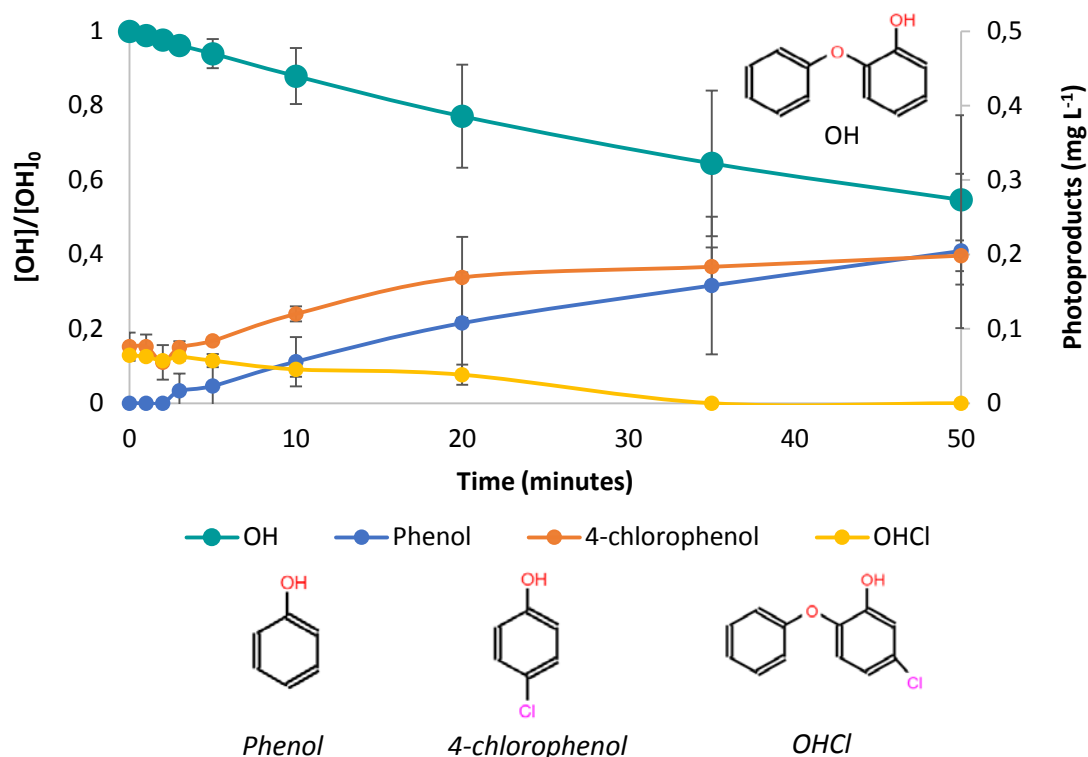 1
0,8
0,6
0,4
0,2
0
[OH]/[OH]₀
0,5
0,4
0,3
0,2
0,1
0
Photoproducts (mg L⁻¹)
OH
O
OH
0 10 20 30 40 50
Time (minutes)
OH Phenol 4-chlorophenol OHCl
OH OH OH
O
Cl Cl
Phenol 4-chlorophenol OHCl